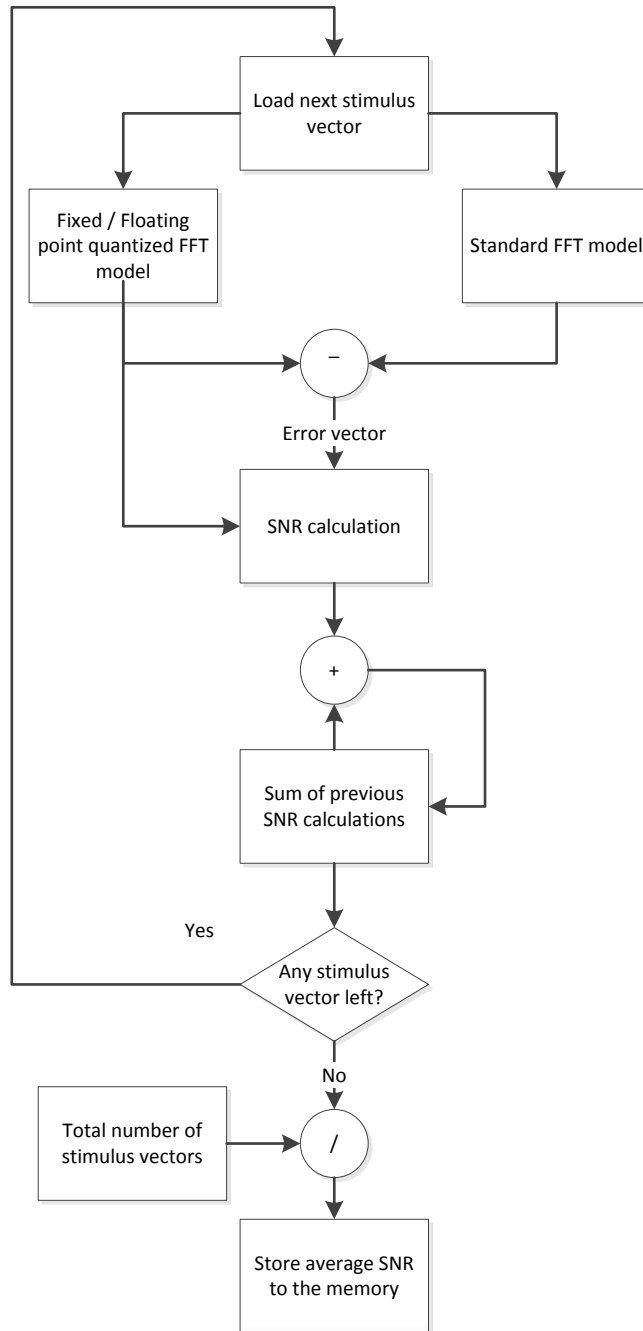 Load next stimulus
vector
Fixed / Floating
point quantized FFT
model
Standard FFT model
−
Error vector
SNR calculation
+
Sum of previous
SNR calculations
Yes
Any stimulus
vector left?
No
Total number of
stimulus vectors
/
Store average SNR
to the memory